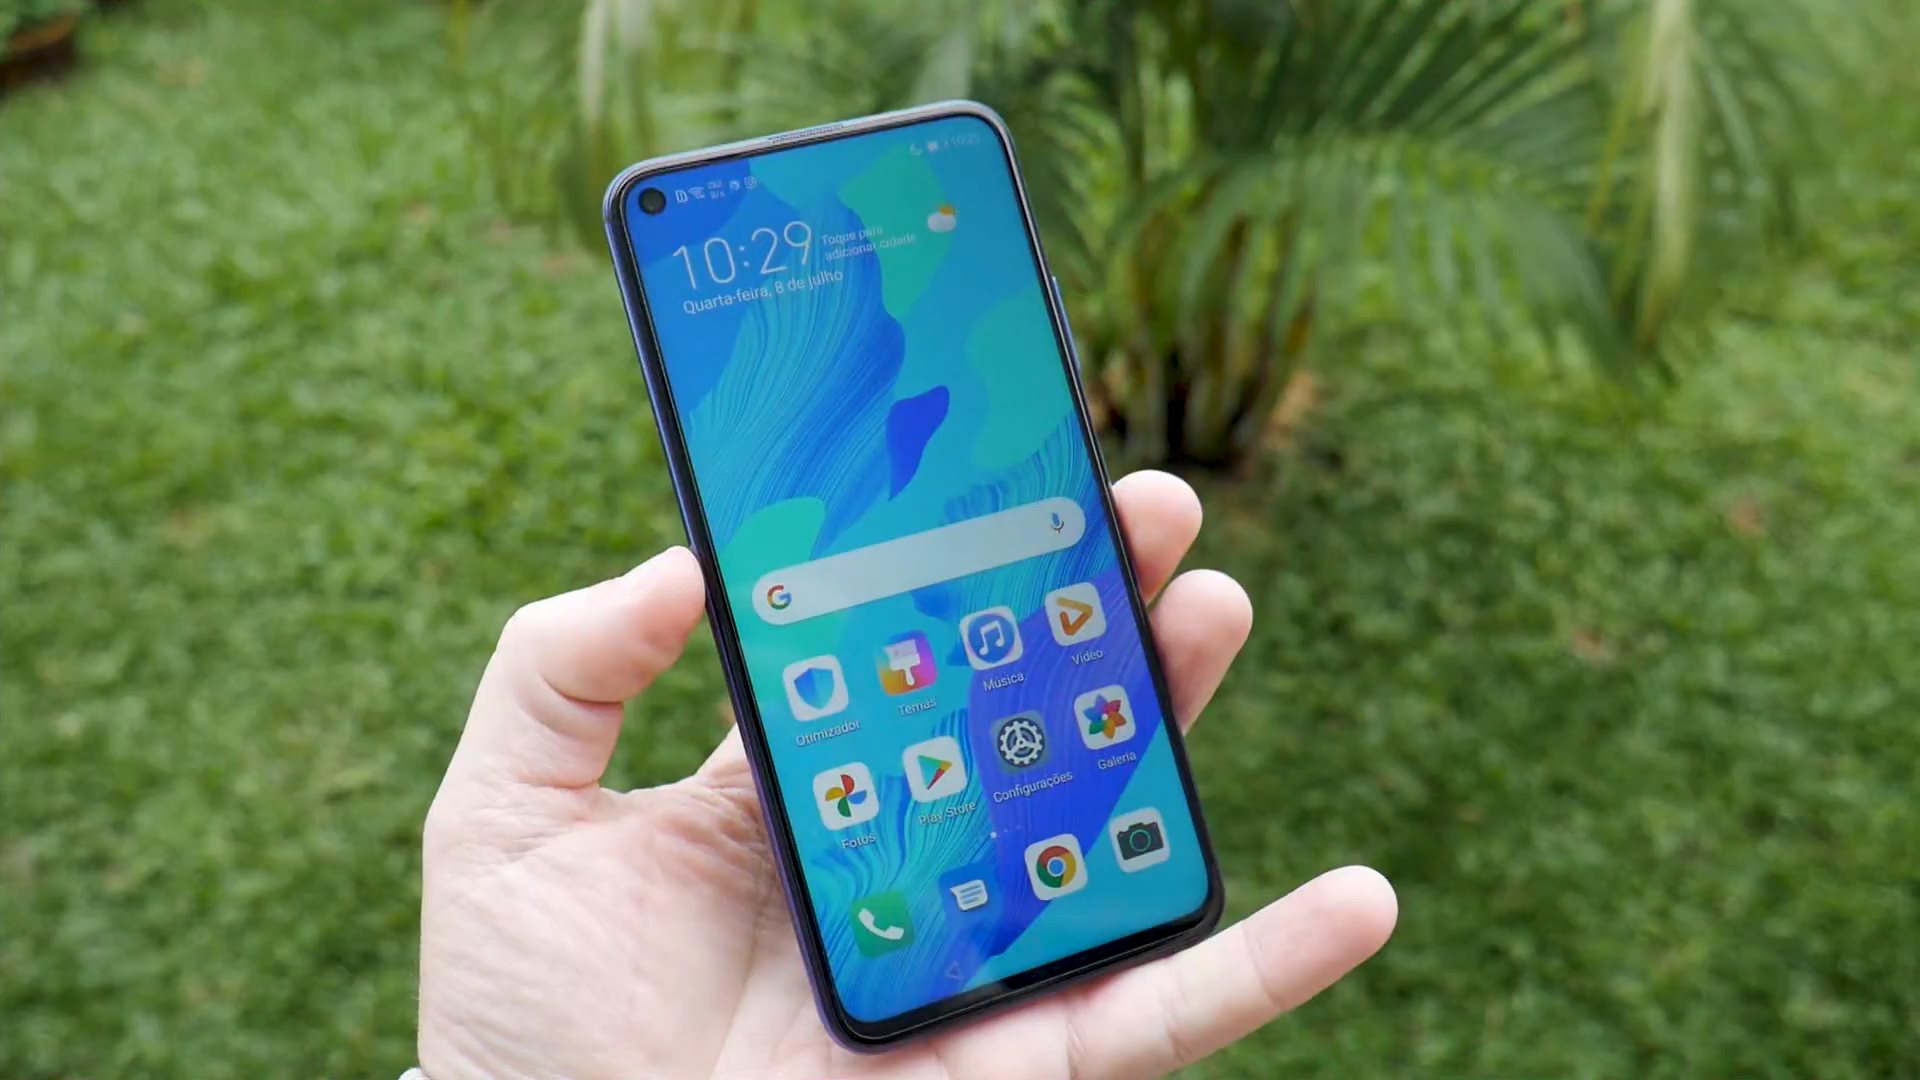 10:29
Toque para
adicionar cidade
Quarta-feira, 8 de julho
G
Otimizador
Temas
Música
Vídeo
Fotos
Play Store
Configurações
Galeria